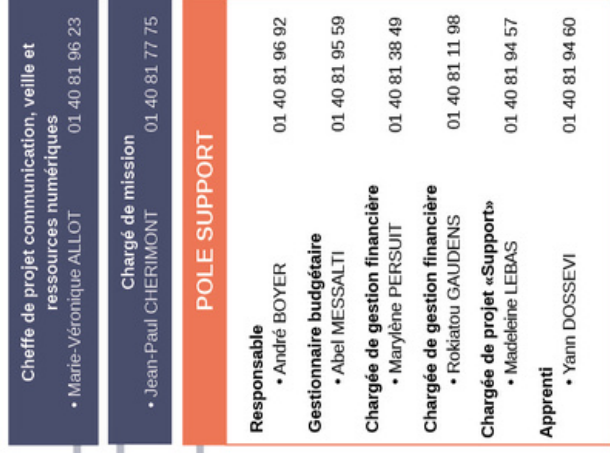 Cheffe de projet communication, veille et
ressources numériques
• Marie-Véronique ALLOT 01 40 81 96 23
Chargé de mission
• Jean-Paul CHERIMONT 01 40 81 77 75
POLE SUPPORT
Responsable
• André BOYER 01 40 81 96 92
Gestionnaire budgétaire
• Abel MESSALTI 01 40 81 95 59
Chargée de gestion financière
• Marylène PERSUIT 01 40 81 38 49
Chargée de gestion financière
• Rokiatou GAUDENS 01 40 81 11 98
Chargée de projet «Support»
• Madeleine LEBAS 01 40 81 94 57
Apprenti
• Yann DOSSEVI 01 40 81 94 60